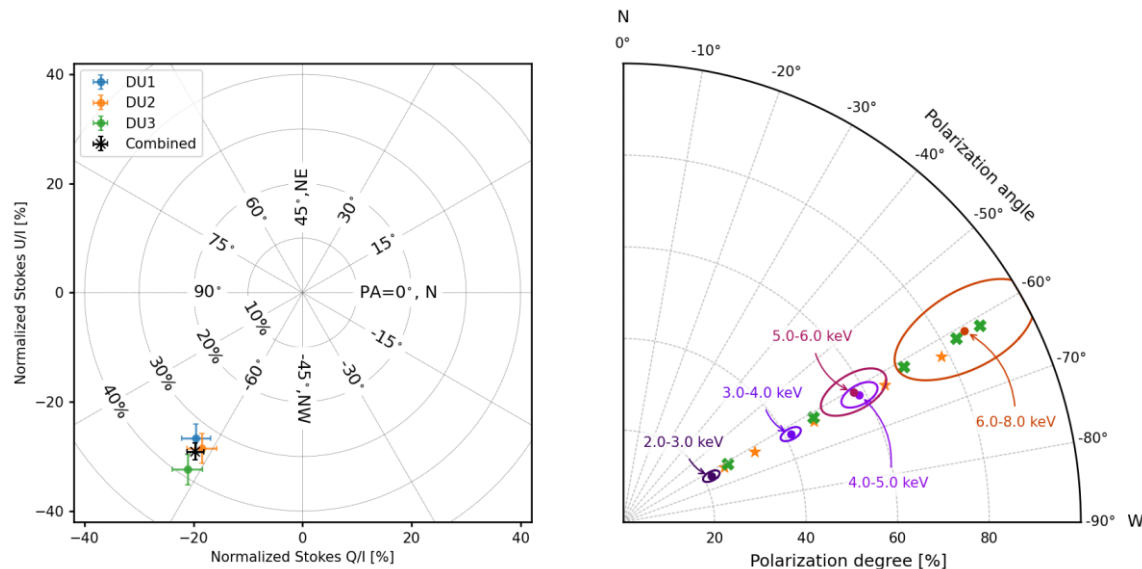 DU1
DU2
DU3
Combined
40
30
20
10
0
−10
−20
−30
−40
−40
−20
0
20
40
Normalized Stokes U/I [%]
Normalized Stokes Q/I [%]
45°,NE
60°
30°
75°
15°
90°
PA=0°, N
10%
20%
30%
40%
-15°
-60°
-30°
-45°,NW
N
0°
-10°
-20°
-30°
-40°
-50°
-60°
-70°
-80°
-90°
W
Polarization angle
5.0-6.0 keV
3.0-4.0 keV
2.0-3.0 keV
6.0-8.0 keV
4.0-5.0 keV
20
40
60
80
Polarization degree [%]